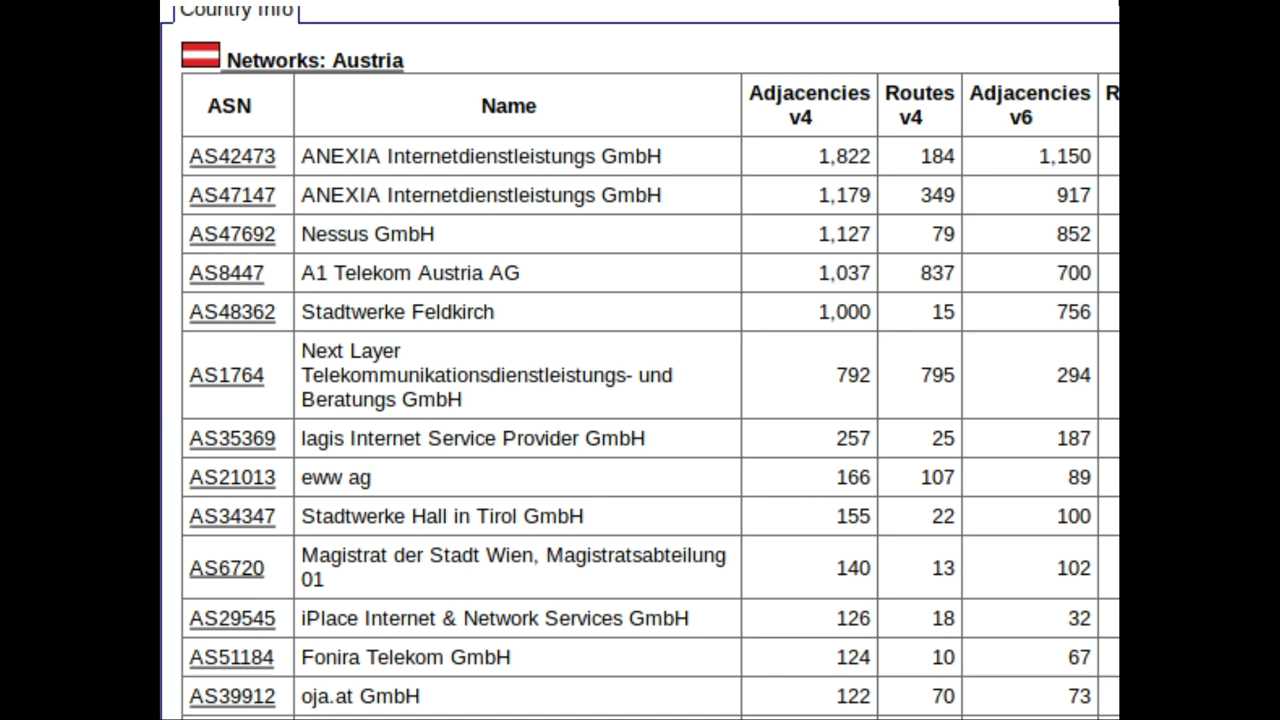 Country Info
Networks: Austria
ASN Name Adjacencies v4 Routes v4 Adjacencies v6 R
AS42473 ANEXIA Internetdienstleistungs GmbH 1,822 184 1,150
AS47147 ANEXIA Internetdienstleistungs GmbH 1,179 349 917
AS47692 Nessus GmbH 1,127 79 852
AS8447 A1 Telekom Austria AG 1,037 837 700
AS48362 Stadtwerke Feldkirch 1,000 15 756
AS1764 Next Layer Telekommunikationsdienstleistungs- und Beratungs GmbH 792 795 294
AS35369 lagis Internet Service Provider GmbH 257 25 187
AS21013 eww ag 166 107 89
AS34347 Stadtwerke Hall in Tirol GmbH 155 22 100
AS6720 Magistrat der Stadt Wien, Magistratsabteilung 01 140 13 102
AS29545 iPlace Internet & Network Services GmbH 126 18 32
AS51184 Fonira Telekom GmbH 124 10 67
AS39912 oja.at GmbH 122 70 73